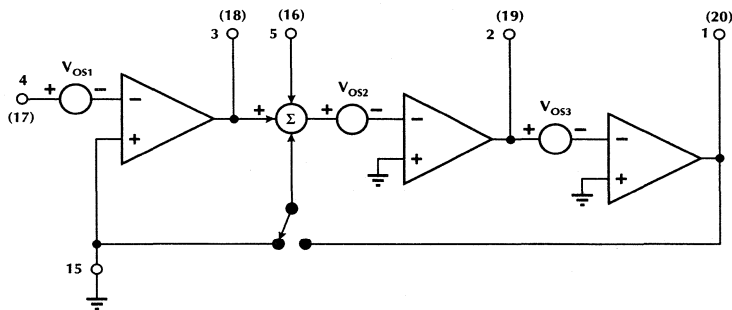 (18) (16) (19) (20)
3 5 2 1
4 + V_OS1 −
(17)
− +
+ Σ
+ V_OS2 −
− +
+ V_OS3 −
− +
15